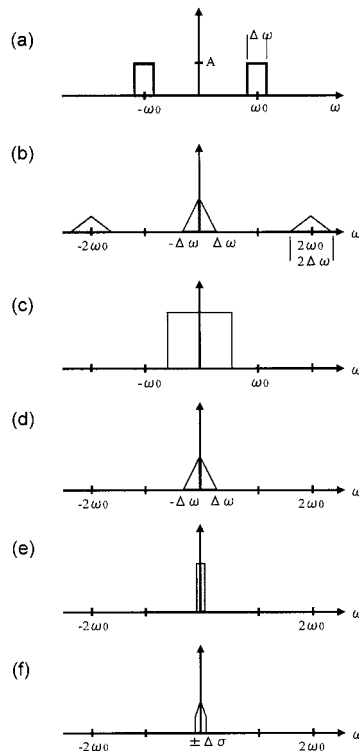 (a)
Δω
A
-ω0 ω0 ω
(b)
-2ω0 -Δω Δω 2ω0 ω
2Δω
(c)
-ω0 ω0 ω
(d)
-2ω0 -Δω Δω 2ω0 ω
(e)
-2ω0 2ω0 ω
(f)
-2ω0 ±Δσ 2ω0 ω